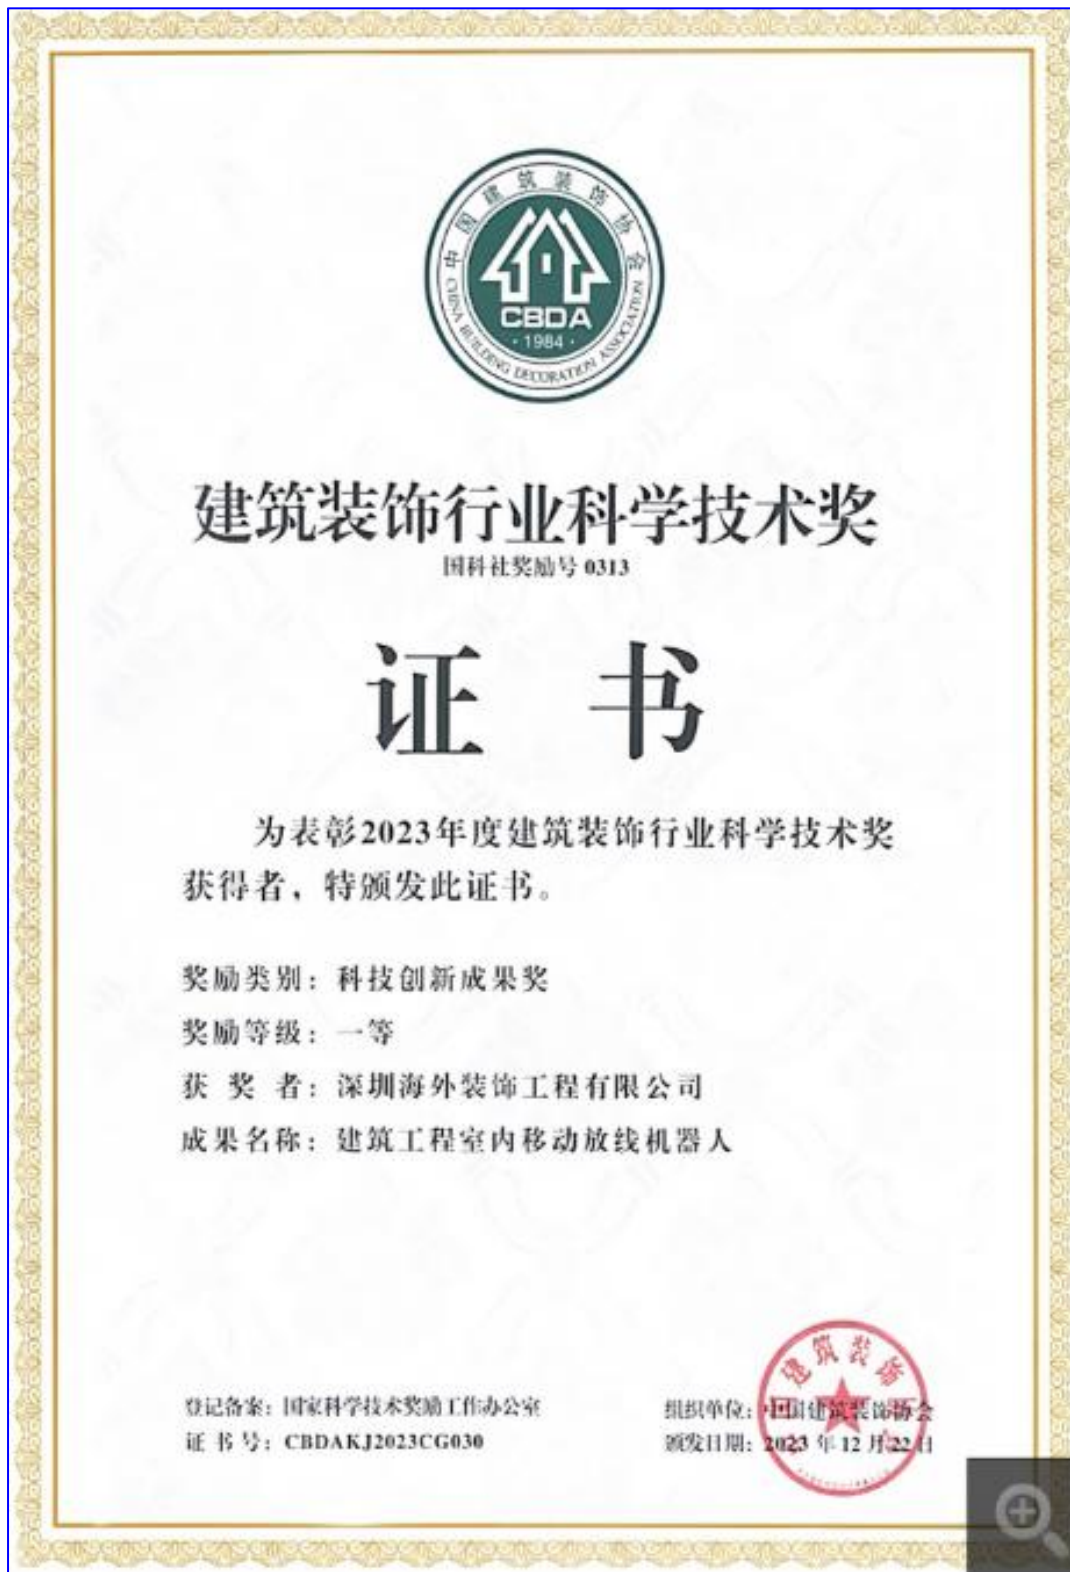 中国建筑装饰协会
CBDA
·1984·
CHINA BUILDING DECORATION ASSOCIATION
建筑装饰行业科学技术奖
国科社奖励号 0313
证 书
为表彰2023年度建筑装饰行业科学技术奖
获得者，特颁发此证书。
奖励类别：科技创新成果奖
奖励等级：一等
获 奖 者：深圳海外装饰工程有限公司
成果名称：建筑工程室内移动放线机器人
登记备案：国家科学技术奖励工作办公室
证 书 号：CBDAKJ2023CG030
组织单位：中国建筑装饰协会
颁发日期：2023 年 12 月 22 日
建筑装饰